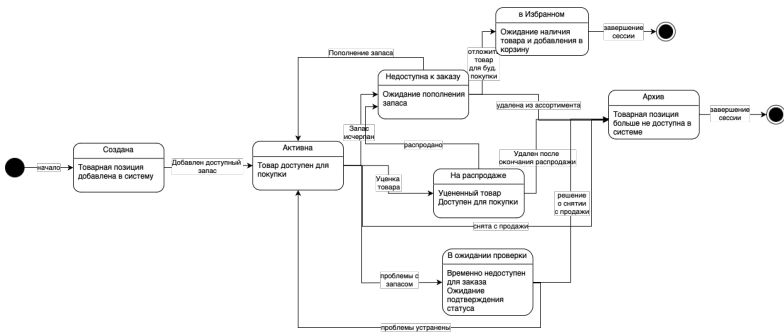 в Избранном
Ожидание наличия
товара и добавления в
корзину
завершение
сессии
Пополнение запаса
отложить
товар
для буд.
покупки
Недоступна к заказу
Ожидание пополнения
запаса
удалена из ассортимента
Архив
Товарная позиция
больше не доступна в
системе
завершение
сессии
Запас
исчерпан
распродано
Создана
Товарная позиция
добавлена в систему
начало
Добавлен доступный
запас
Активна
Товар доступен для
покупки
Удален после
окончания распродажи
На распродаже
Уцененный товар
Доступен для покупки
Уценка
товара
решение
о снятии
с продажи
снята с продажи
В ожидании проверки
Временно недоступен
для заказа
Ожидание
подтверждения
статуса
проблемы с
запасом
проблемы устранены